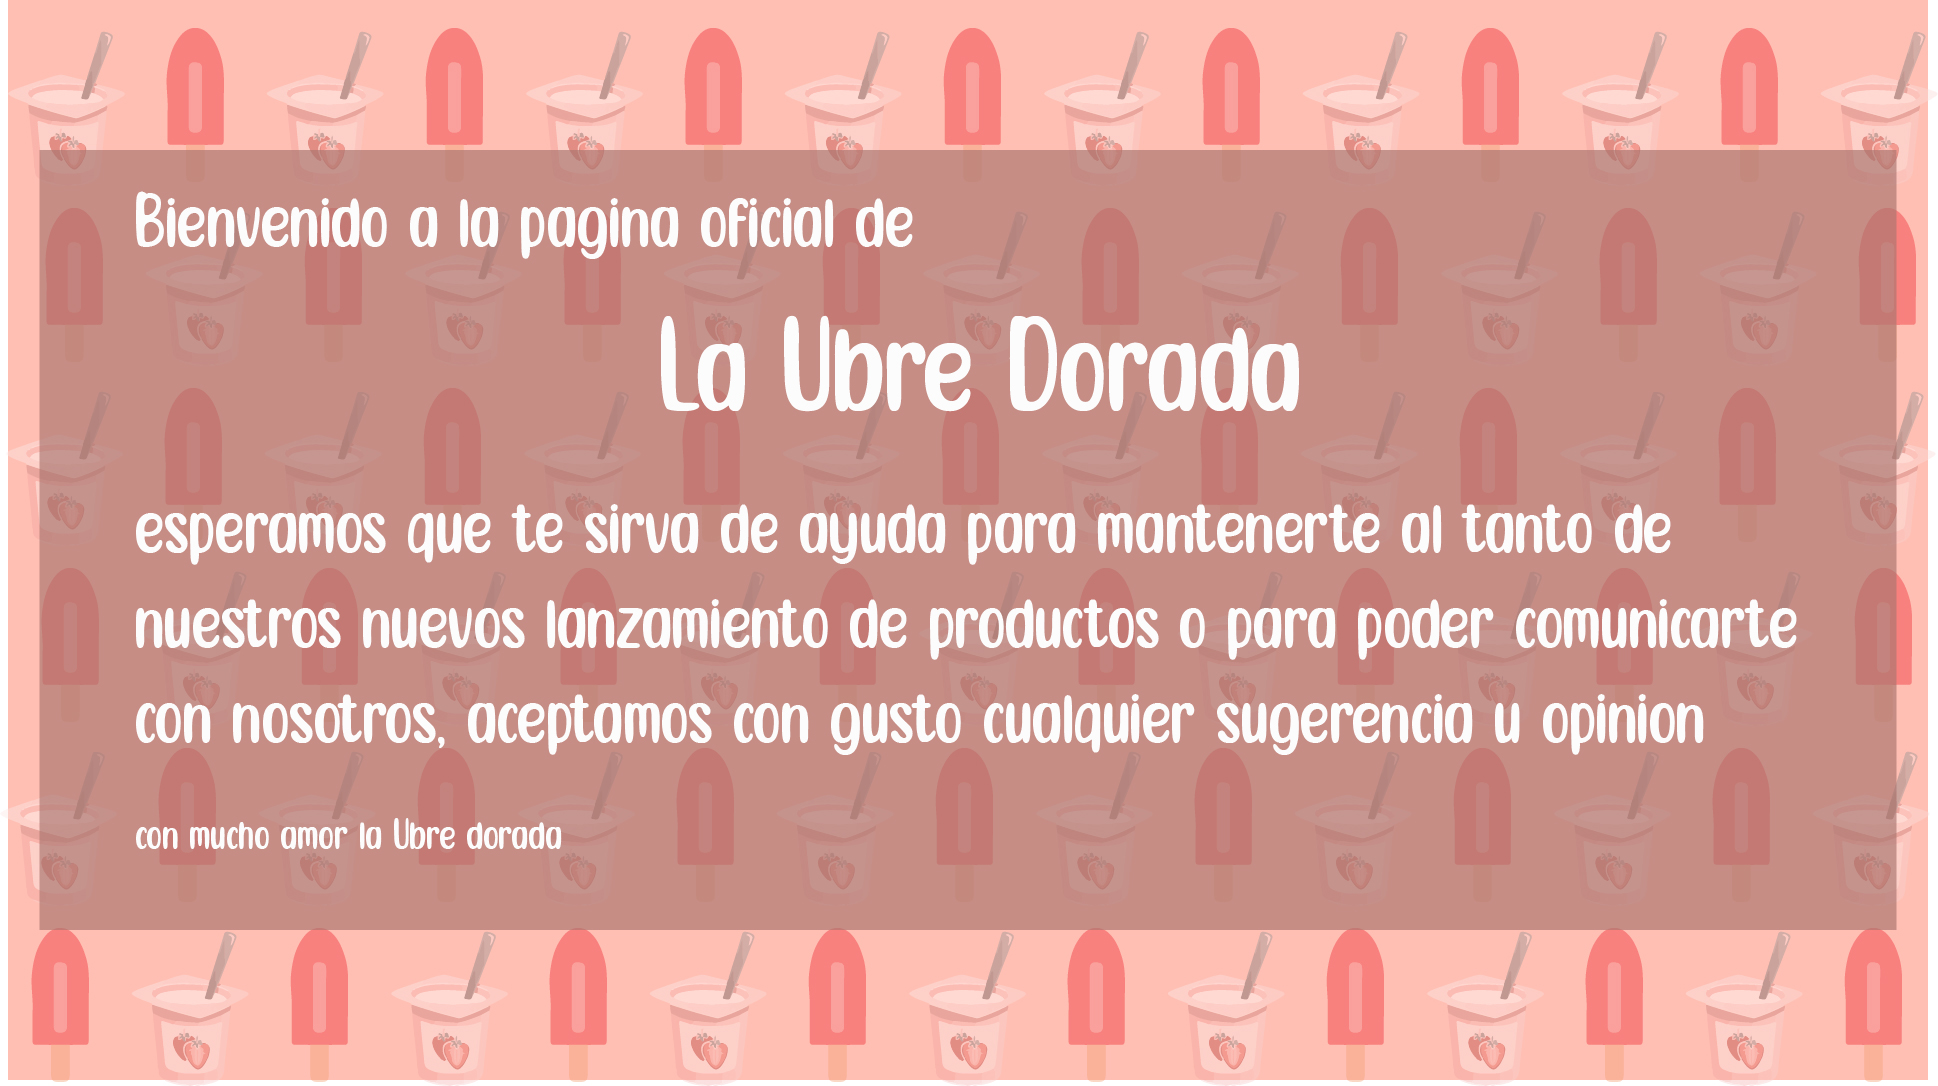 Bienvenido a la pagina oficial de
La Ubre Dorada
esperamos que te sirva de ayuda para mantenerte al tanto de
nuestros nuevos lanzamiento de productos o para poder comunicarte
con nosotros, aceptamos con gusto cualquier sugerencia u opinion
con mucho amor la Ubre dorada